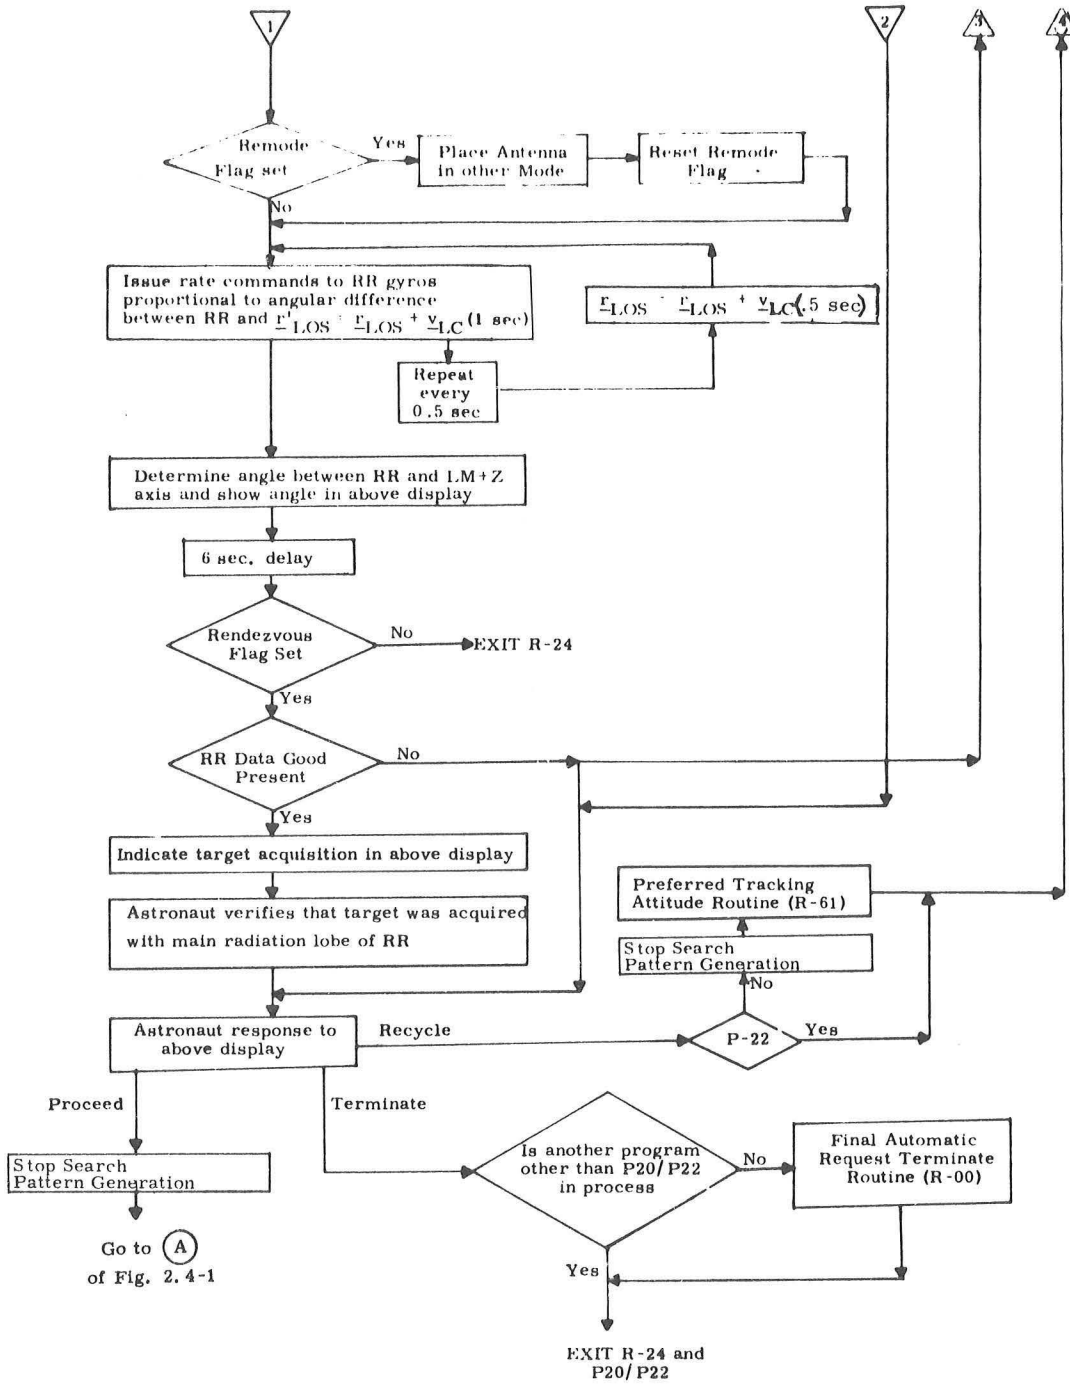 1
2
3
4
Remode
Flag set
Yes
Place Antenna
in other Mode
Reset Remode
Flag
No
Issue rate commands to RR gyros
proportional to angular difference
between RR and r'LOS = rLOS + vLC (1 sec)
rLOS = rLOS + vLC (.5 sec)
Repeat
every
0.5 sec
Determine angle between RR and LM+Z
axis and show angle in above display
6 sec. delay
Rendezvous
Flag Set
No
EXIT R-24
Yes
RR Data Good
Present
No
Yes
Indicate target acquisition in above display
Astronaut verifies that target was acquired
with main radiation lobe of RR
Preferred Tracking
Attitude Routine (R-61)
Stop Search
Pattern Generation
No
Astronaut response to
above display
Recycle
P-22
Yes
Proceed
Terminate
Stop Search
Pattern Generation
Is another program
other than P20/P22
in process
No
Final Automatic
Request Terminate
Routine (R-00)
Go to A
of Fig. 2.4-1
Yes
EXIT R-24 and
P20/P22